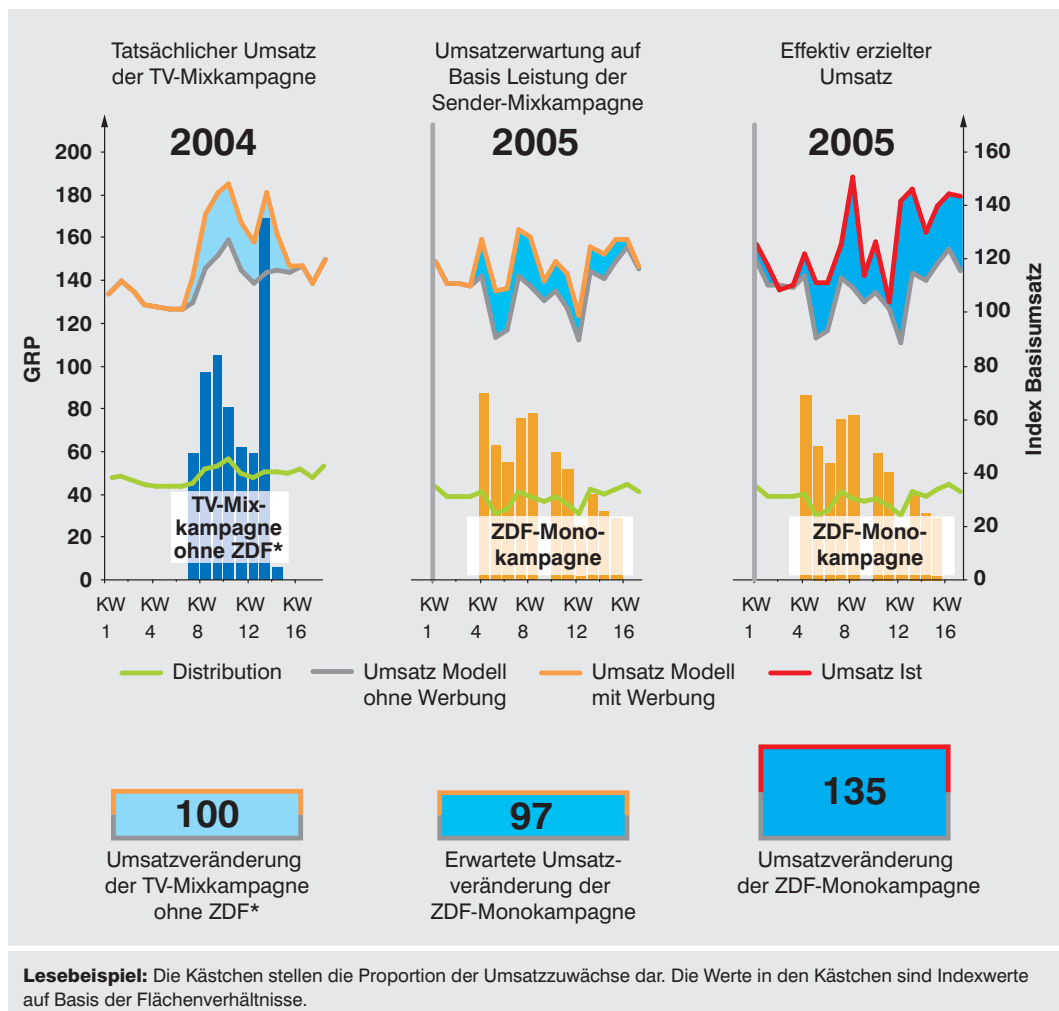 Tatsächlicher Umsatz
der TV-Mixkampagne
Umsatzerwartung auf
Basis Leistung der
Sender-Mixkampagne
Effektiv erzielter
Umsatz
2004
2005
2005
GRP
200
180
160
140
120
100
80
60
40
20
0
160
140
120
100
80
60
40
20
0
Index Basisumsatz
TV-Mix-
kampagne
ohne ZDF*
ZDF-Mono-
kampagne
ZDF-Mono-
kampagne
KW KW KW KW KW
1 4 8 12 16
KW KW KW KW KW
1 4 8 12 16
KW KW KW KW KW
1 4 8 12 16
Distribution
Umsatz Modell
ohne Werbung
Umsatz Modell
mit Werbung
Umsatz Ist
100
Umsatzveränderung
der TV-Mixkampagne
ohne ZDF*
97
Erwartete Umsatz-
veränderung der
ZDF-Monokampagne
135
Umsatzveränderung
der ZDF-Monokampagne
Lesebeispiel: Die Kästchen stellen die Proportion der Umsatzzuwächse dar. Die Werte in den Kästchen sind Indexwerte
auf Basis der Flächenverhältnisse.